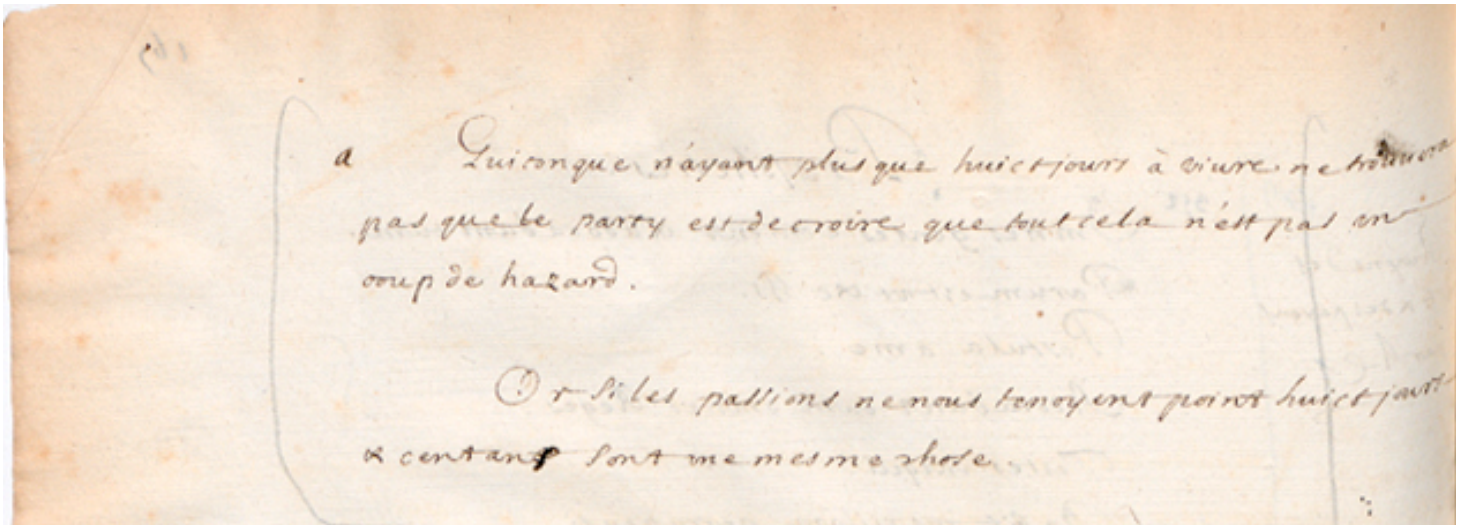 a Quiconque n'ayant plus que huict jours à vivre ne trouvera
pas que le party est de croire que tout cela n'est pas un
coup de hazard.
Or si les passions ne nous tenoyent point huict jours
& cent ans sont une mesme chose